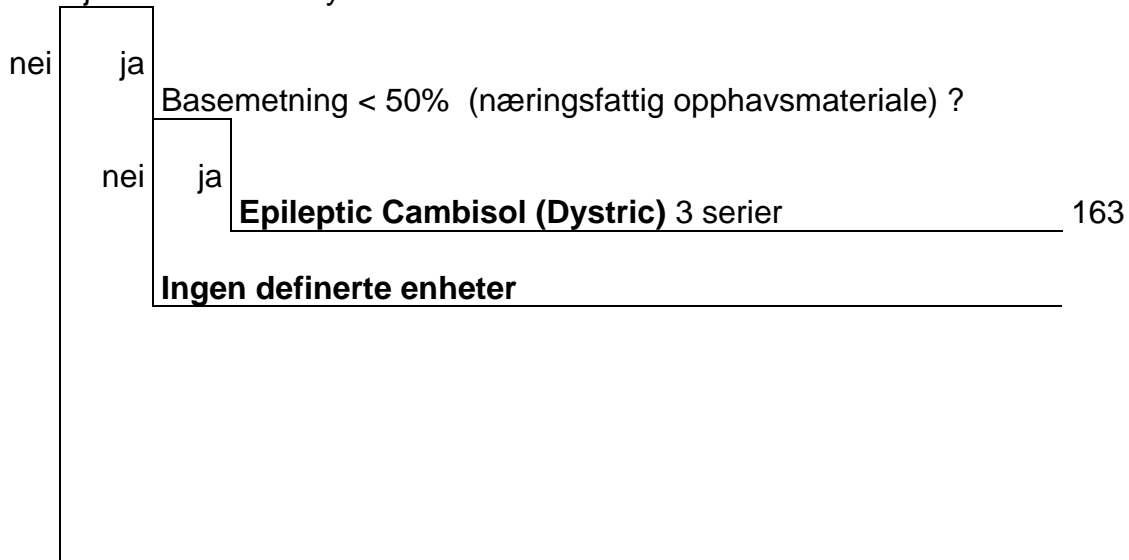 nei ja
Basemetning < 50% (næringsfattig opphavsmateriale) ?
nei ja
Epileptic Cambisol (Dystric) 3 serier 163
Ingen definerte enheter